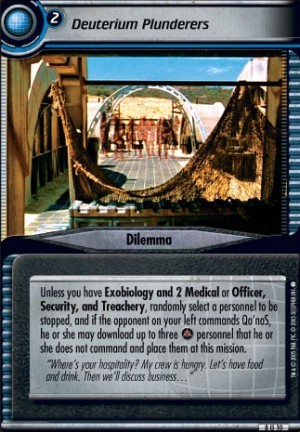 2
Deuterium Plunderers
Dilemma
Unless you have Exobiology and 2 Medical or Officer,
Security, and Treachery, randomly select a personnel to be
stopped, and if the opponent on your left commands Qo'noS,
he or she may download up to three personnel that he or
she does not command and place them at this mission.
"Where's your hospitality? My crew is hungry. Let's have food
and drink. Then we'll discuss business..."